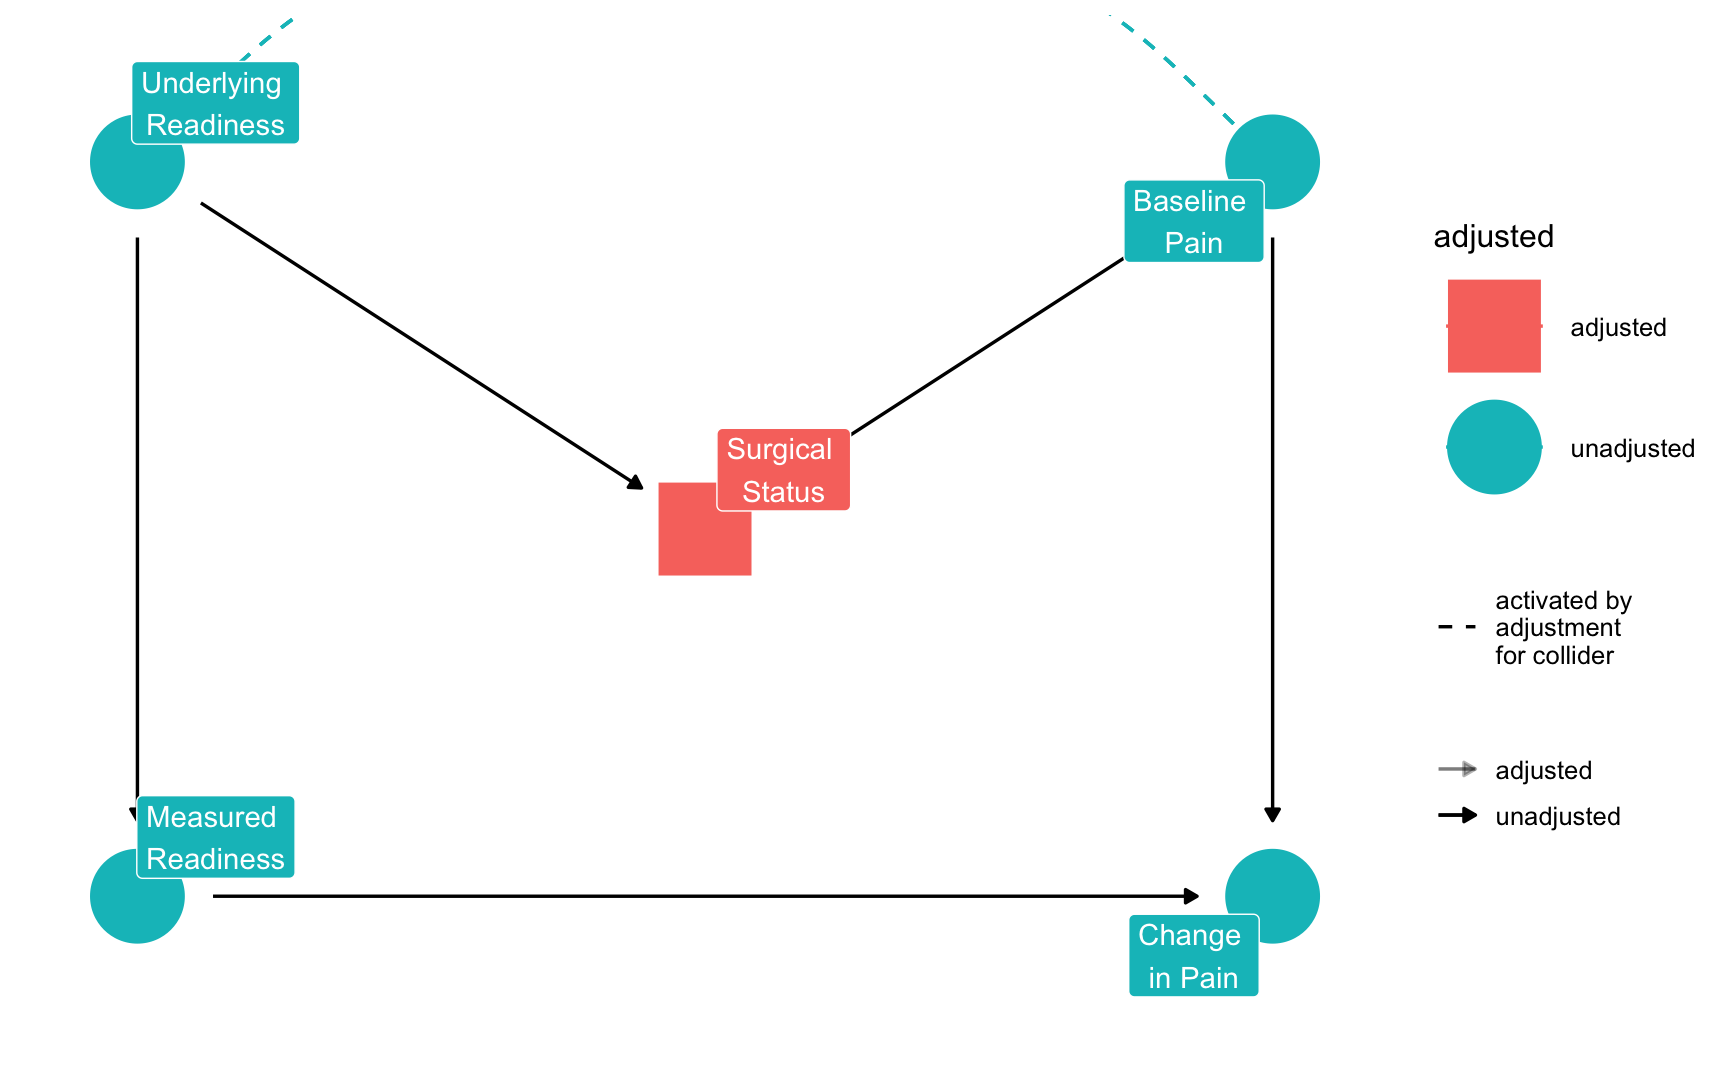 Underlying
Readiness
Baseline
Pain
Surgical
Status
Measured
Readiness
Change
in Pain
adjusted
adjusted
unadjusted
activated by
adjustment
for collider
adjusted
unadjusted